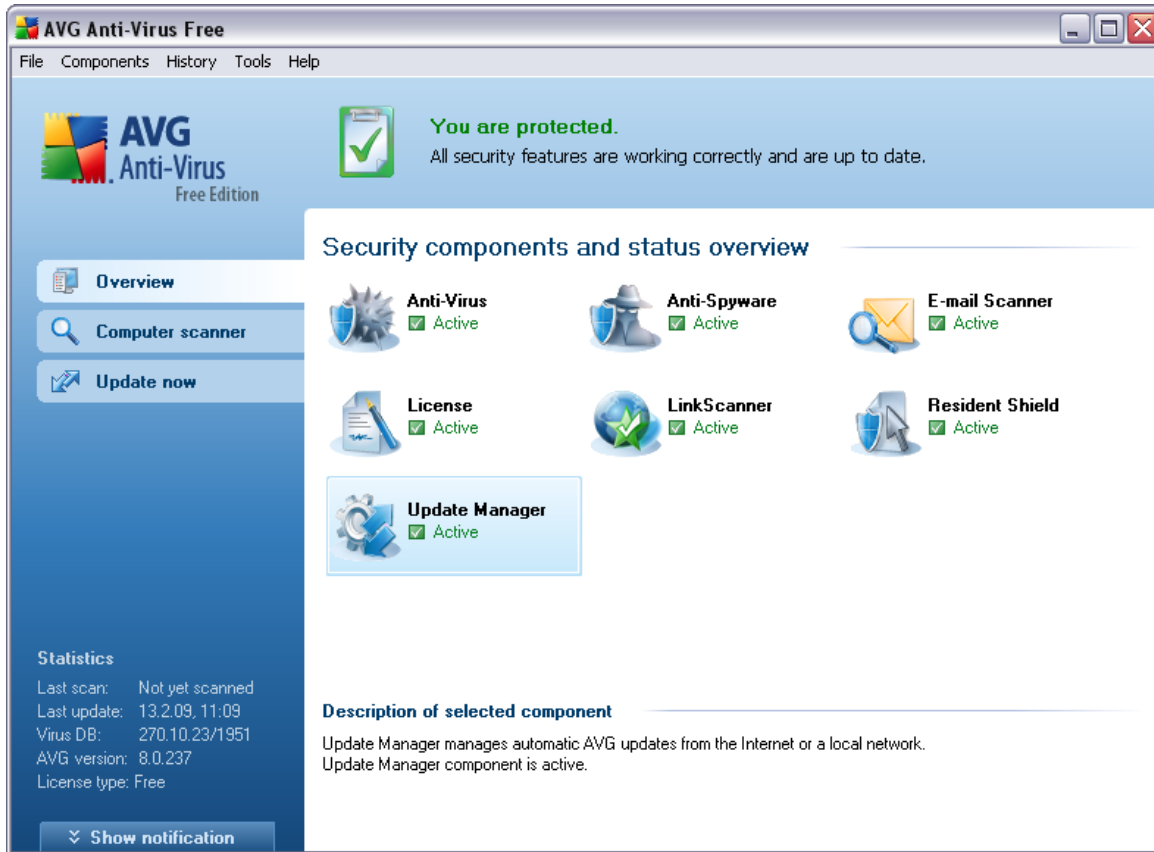 AVG Anti-Virus Free
File Components History Tools Help
AVG
Anti-Virus
Free Edition
You are protected.
All security features are working correctly and are up to date.
Overview
Computer scanner
Update now
Security components and status overview
Anti-Virus
Active
Anti-Spyware
Active
E-mail Scanner
Active
License
Active
LinkScanner
Active
Resident Shield
Active
Update Manager
Active
Statistics
Last scan: Not yet scanned
Last update: 13.2.09, 11:09
Virus DB: 270.10.23/1951
AVG version: 8.0.237
License type: Free
Show notification
Description of selected component
Update Manager manages automatic AVG updates from the Internet or a local network.
Update Manager component is active.